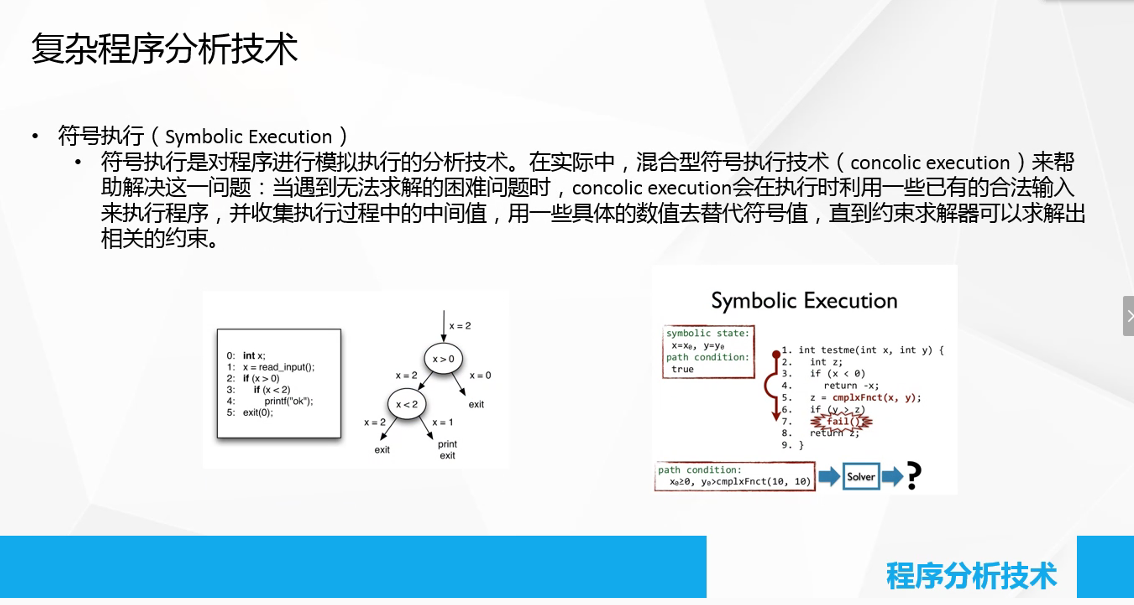 复杂程序分析技术
• 符号执行（Symbolic Execution）
• 符号执行是对程序进行模拟执行的分析技术。在实际中，混合型符号执行技术（concolic execution）来帮
助解决这一问题：当遇到无法求解的困难问题时，concolic execution会在执行时利用一些已有的合法输入
来执行程序，并收集执行过程中的中间值，用一些具体的数值去替代符号值，直到约束求解器可以求解出
相关的约束。
0: int x;
1: x = read_input();
2: if (x > 0)
3: if (x < 2)
4: printf("ok");
5: exit(0);
x = 2
x > 0
x = 2
x = 0
x < 2
exit
x = 2
x = 1
exit
print
exit
Symbolic Execution
symbolic state:
x=x₀, y=y₀
path condition:
true
1. int testme(int x, int y) {
2. int z;
3. if (x < 0)
4. return -x;
5. z = cmplxFnct(x, y);
6. if (y > z)
7. fail();
8. return z;
9. }
path condition:
x₀≥0, y₀>cmplxFnct(10, 10)
Solver
?
程序分析技术